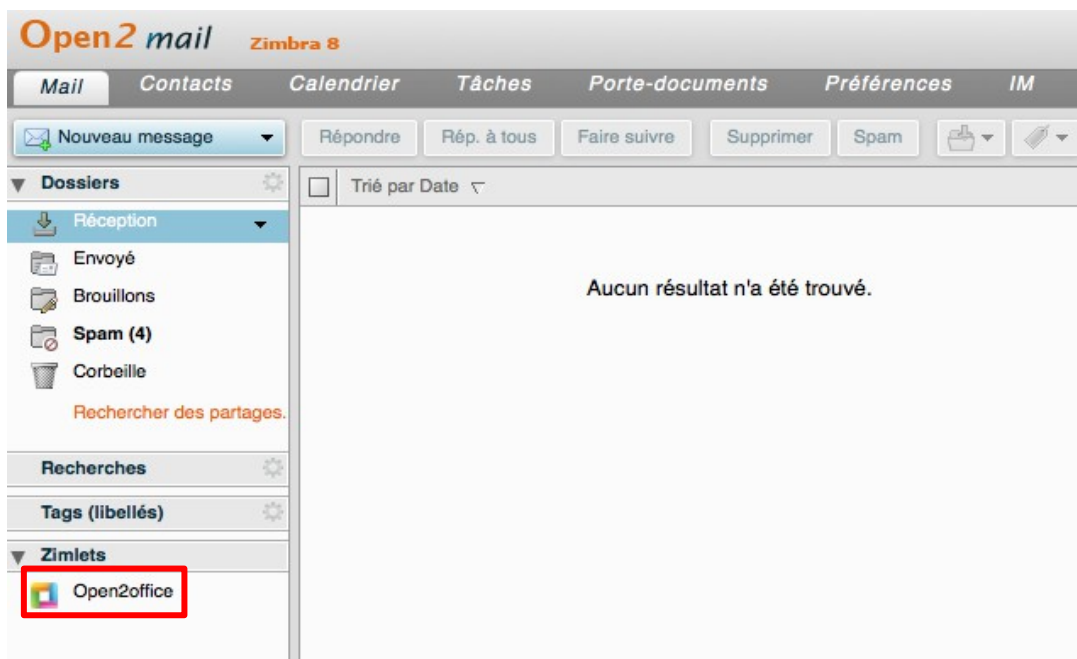 Open2 mail Zimbra 8
Mail Contacts Calendrier Tâches Porte-documents Préférences IM
Nouveau message Répondre Rép. à tous Faire suivre Supprimer Spam
Dossiers
Trié par Date
Réception
Envoyé
Aucun résultat n'a été trouvé.
Brouillons
Spam (4)
Corbeille
Rechercher des partages.
Recherches
Tags (libellés)
Zimlets
Open2office